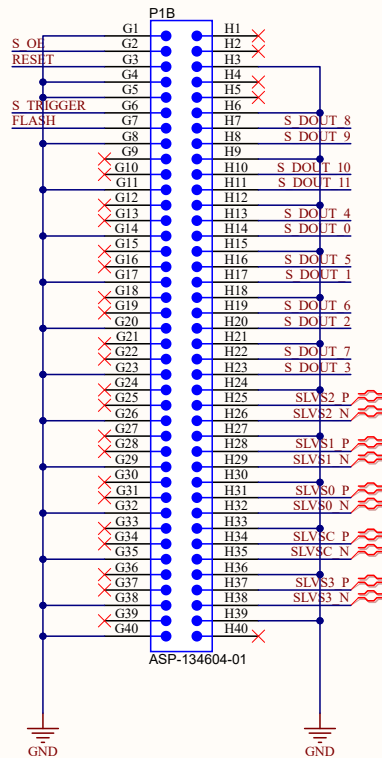 P1B
G1 H1
S_OE G2 H2
RESET G3 H3
G4 H4
G5 H5
S_TRIGGER G6 H6
FLASH G7 H7 S_DOUT_8
G8 H8 S_DOUT_9
G9 H9
G10 H10 S_DOUT_10
G11 H11 S_DOUT_11
G12 H12
G13 H13 S_DOUT_4
G14 H14 S_DOUT_0
G15 H15
G16 H16 S_DOUT_5
G17 H17 S_DOUT_1
G18 H18
G19 H19 S_DOUT_6
G20 H20 S_DOUT_2
G21 H21
G22 H22 S_DOUT_7
G23 H23 S_DOUT_3
G24 H24
G25 H25 SLVS2_P
G26 H26 SLVS2_N
G27 H27
G28 H28 SLVS1_P
G29 H29 SLVS1_N
G30 H30
G31 H31 SLVS0_P
G32 H32 SLVS0_N
G33 H33
G34 H34 SLVSC_P
G35 H35 SLVSC_N
G36 H36
G37 H37 SLVS3_P
G38 H38 SLVS3_N
G39 H39
G40 H40
ASP-134604-01
GND GND